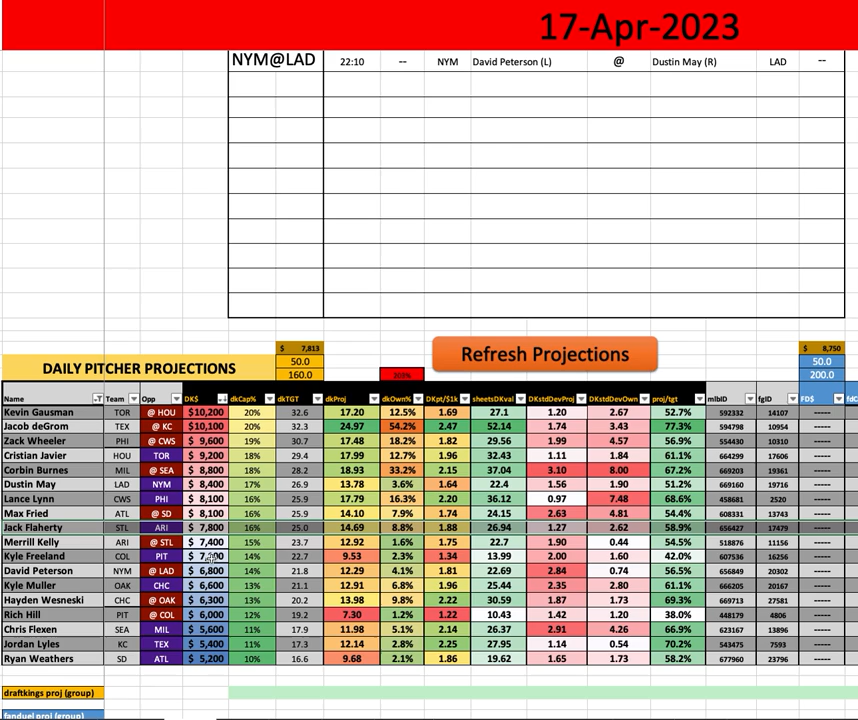 17-Apr-2023
NYM@LAD 22:10 -- NYM David Peterson (L) @ Dustin May (R) LAD --
$ 7,813 $ 8,750
Refresh Projections
DAILY PITCHER PROJECTIONS 50.0 50.0
160.0 200.0
Name Team Opp DK$ dkCap% dkTGT dkProj dkOwn% DKpt/$1k sheetsDKval DKstdDevProj DKstdDevOwn proj/tgt mlbID fgID FD$
Kevin Gausman TOR @ HOU $10,200 20% 32.6 17.20 12.5% 1.69 27.1 1.20 2.67 52.7% 592332 14107 -----
Jacob deGrom TEX @ KC $10,100 20% 32.3 24.97 54.2% 2.47 52.14 1.74 3.43 77.3% 594798 10954 -----
Zack Wheeler PHI @ CWS $ 9,600 19% 30.7 17.48 18.2% 1.82 29.56 1.99 4.57 56.9% 554430 10310 -----
Cristian Javier HOU TOR $ 9,200 18% 29.4 17.99 12.7% 1.96 32.43 1.11 1.84 61.1% 664299 17606 -----
Corbin Burnes MIL @ SEA $ 8,800 18% 28.2 18.93 33.2% 2.15 37.04 3.10 8.00 67.2% 669203 19361 -----
Dustin May LAD NYM $ 8,400 17% 26.9 13.78 3.6% 1.64 22.4 1.56 1.90 51.2% 669160 19716 -----
Lance Lynn CWS PHI $ 8,100 16% 25.9 17.79 16.3% 2.20 36.12 0.97 7.48 68.6% 458681 2520 -----
Max Fried ATL @ SD $ 8,100 16% 25.9 14.10 7.9% 1.74 24.15 2.63 4.81 54.4% 608331 13743 -----
Jack Flaherty STL ARI $ 7,800 16% 25.0 14.69 8.8% 1.88 26.94 1.27 2.62 58.9% 656427 17479 -----
Merrill Kelly ARI @ STL $ 7,400 15% 23.7 12.92 1.6% 1.75 22.7 1.90 0.44 54.5% 518876 11156 -----
Kyle Freeland COL PIT 14% 22.7 9.53 2.3% 1.34 13.99 2.00 1.60 42.0% 607536 16256 -----
David Peterson NYM @ LAD $ 6,800 14% 21.8 12.29 4.1% 1.81 22.69 2.84 0.74 56.5% 656849 20302 -----
Kyle Muller OAK CHC $ 6,600 13% 21.1 12.91 6.8% 1.96 25.44 2.35 2.80 61.1% 666205 20167 -----
Hayden Wesneski CHC @ OAK $ 6,300 13% 20.2 13.98 9.8% 2.22 30.59 1.87 1.73 69.3% 669713 27581 -----
Rich Hill PIT @ COL $ 6,000 12% 19.2 7.30 1.2% 1.22 10.43 1.42 1.20 38.0% 448179 4806 -----
Chris Flexen SEA MIL $ 5,600 11% 17.9 11.98 5.1% 2.14 26.37 2.91 4.26 66.9% 623167 13896 -----
Jordan Lyles KC TEX $ 5,400 11% 17.3 12.14 2.8% 2.25 27.95 1.14 0.54 70.2% 543475 7593 -----
Ryan Weathers SD ATL $ 5,200 10% 16.6 9.68 2.1% 1.86 19.62 1.65 1.73 58.2% 677960 23796 -----
draftkings proj (group)
fanduel proj (group)